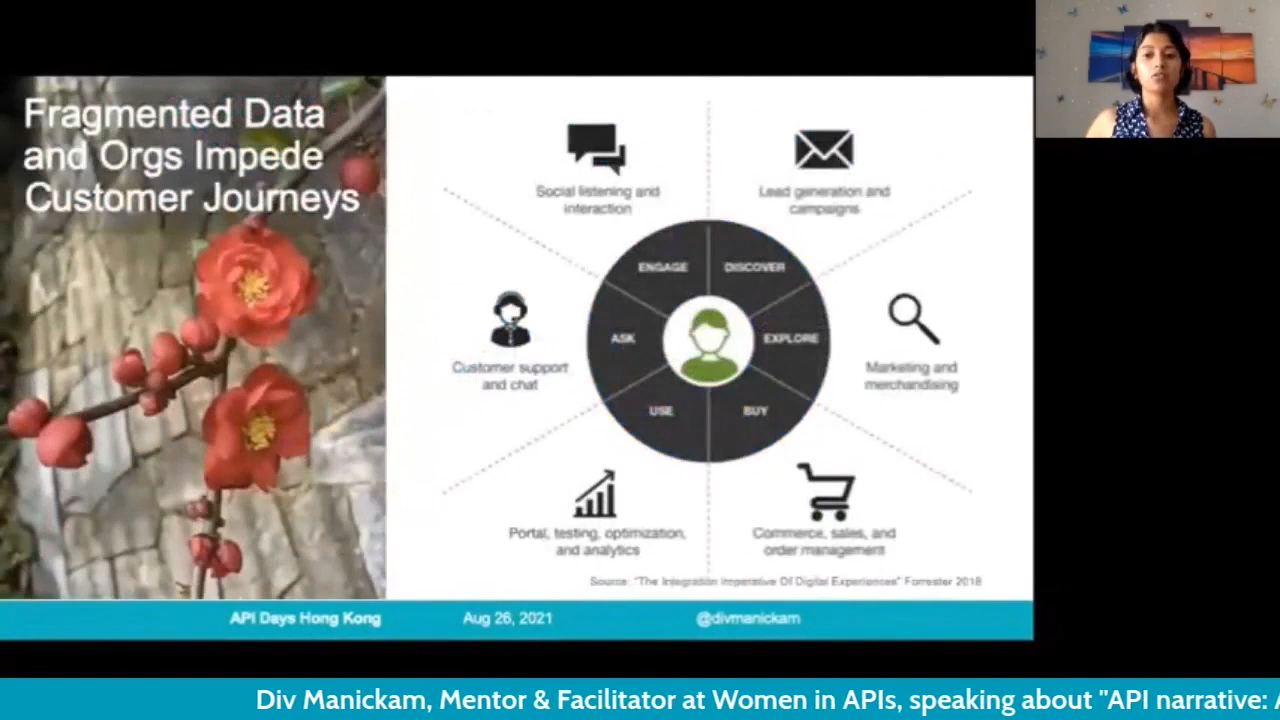 Fragmented Data
and Orgs Impede
Customer Journeys
Social listening and
interaction
Lead generation and
campaigns
ENGAGE
DISCOVER
ASK
EXPLORE
USE
BUY
Customer support
and chat
Marketing and
merchandising
Portal, testing, optimization,
and analytics
Commerce, sales, and
order management
Source: "The Integration Imperative Of Digital Experiences" Forrester 2018
API Days Hong Kong
Aug 26, 2021
@divmanickam
Div Manickam, Mentor & Facilitator at Women in APIs, speaking about "API narrative: